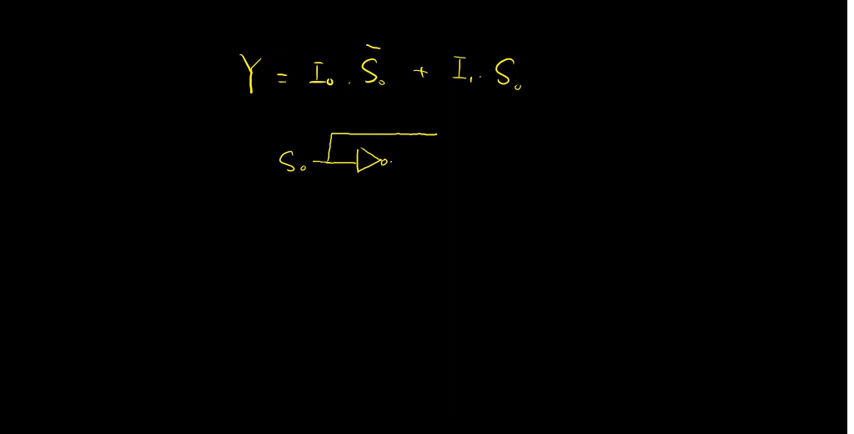 Y = I₀ . S̄₀ + I₁ . S₀
S₀